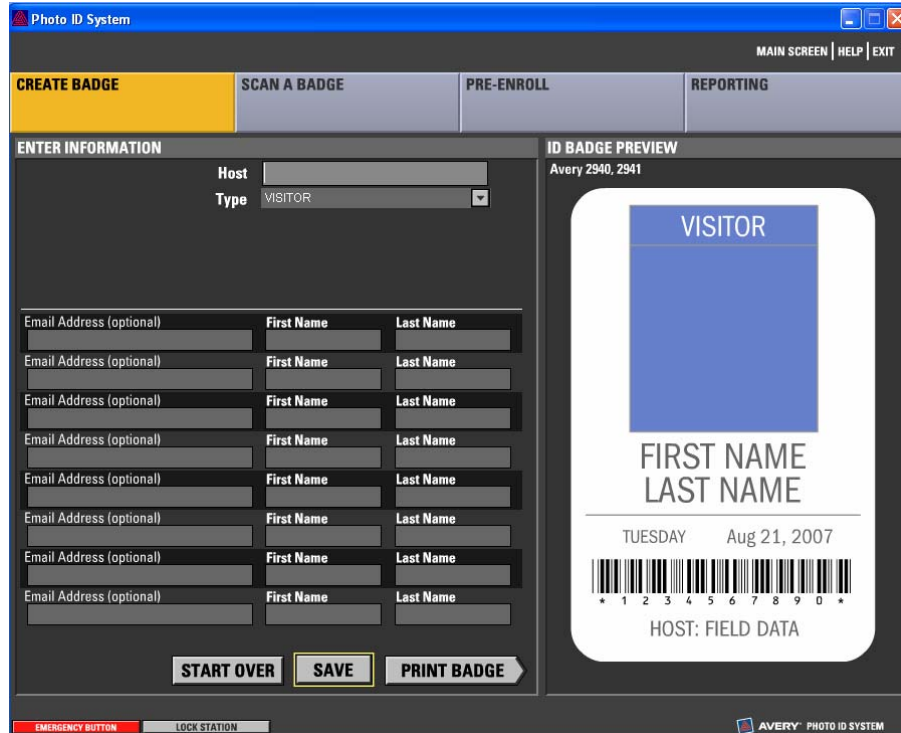 Photo ID System
MAIN SCREEN | HELP | EXIT
CREATE BADGE SCAN A BADGE PRE-ENROLL REPORTING
ENTER INFORMATION
Host
Type VISITOR
Email Address (optional) First Name Last Name
Email Address (optional) First Name Last Name
Email Address (optional) First Name Last Name
Email Address (optional) First Name Last Name
Email Address (optional) First Name Last Name
Email Address (optional) First Name Last Name
Email Address (optional) First Name Last Name
Email Address (optional) First Name Last Name
START OVER SAVE PRINT BADGE
ID BADGE PREVIEW
Avery 2940, 2941
VISITOR
FIRST NAME
LAST NAME
TUESDAY Aug 21, 2007
* 1 2 3 4 5 6 7 8 9 0 *
HOST: FIELD DATA
EMERGENCY BUTTON LOCK STATION
AVERY PHOTO ID SYSTEM